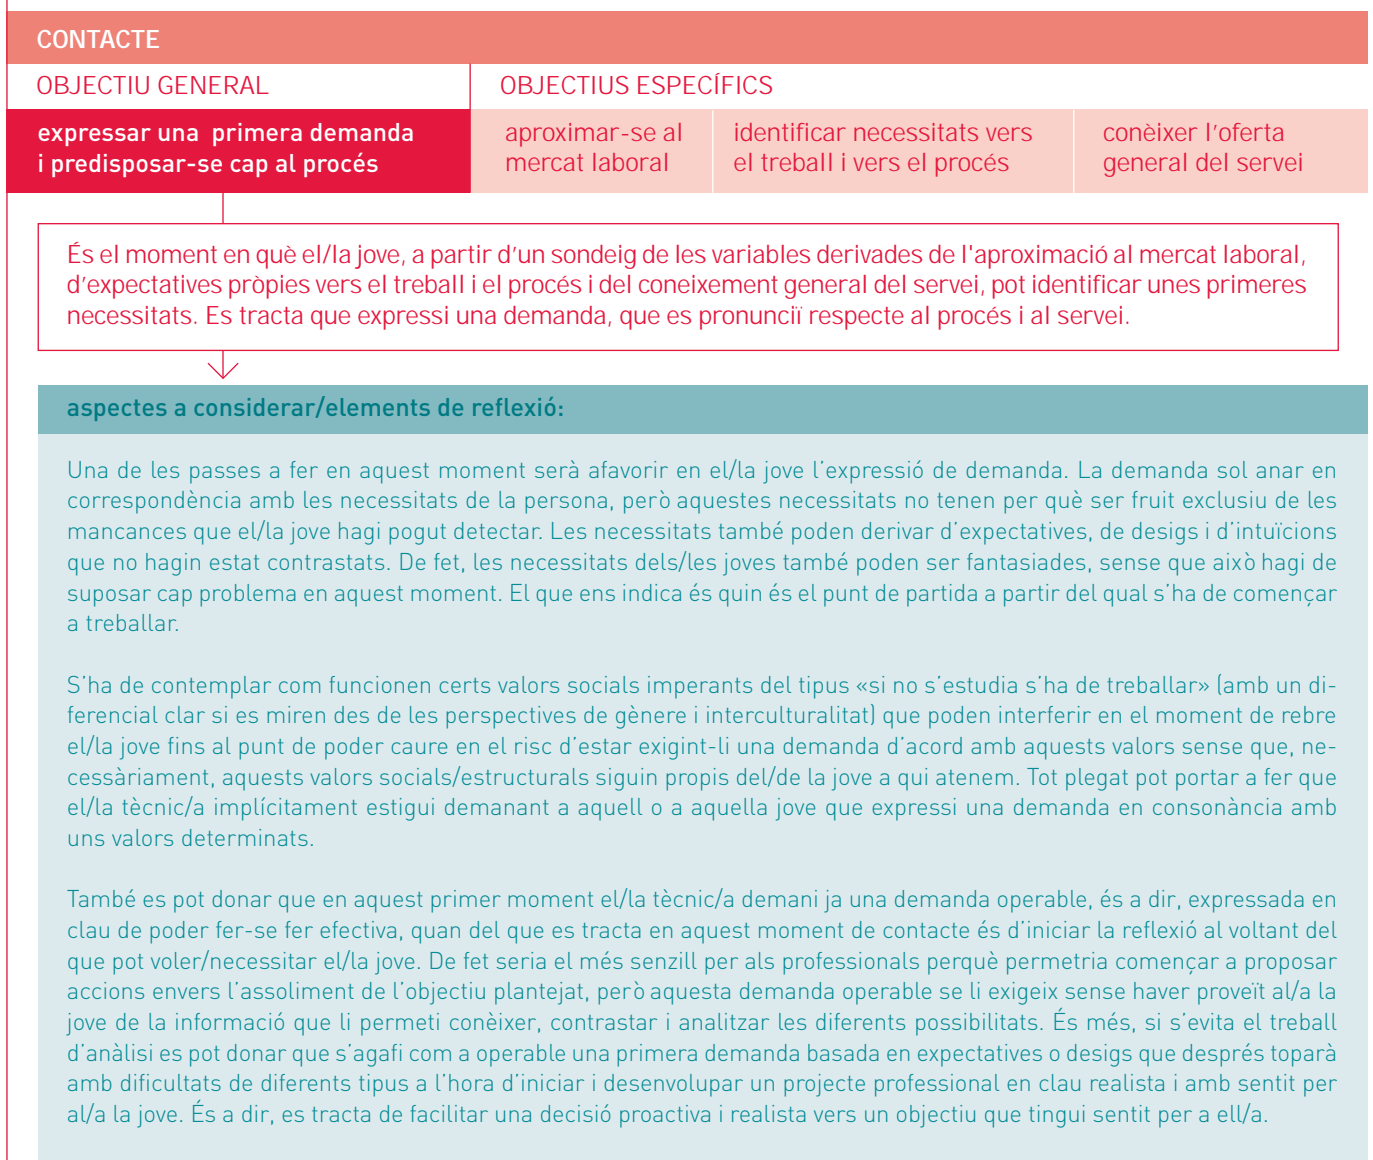 CONTACTE
OBJECTIU GENERAL
OBJECTIUS ESPECÍFICS
expressar una primera demanda
i predisposar-se cap al procés
aproximar-se al
mercat laboral
identificar necessitats vers
el treball i vers el procés
conèixer l'oferta
general del servei
És el moment en què el/la jove, a partir d'un sondeig de les variables derivades de l'aproximació al mercat laboral,
d'expectatives pròpies vers el treball i el procés i del coneixement general del servei, pot identificar unes primeres
necessitats. Es tracta que expressi una demanda, que es pronunciï respecte al procés i al servei.
aspectes a considerar/elements de reflexió:
Una de les passes a fer en aquest moment serà afavorir en el/la jove l'expressió de demanda. La demanda sol anar en
correspondència amb les necessitats de la persona, però aquestes necessitats no tenen per què ser fruit exclusiu de les
mancances que el/la jove hagi pogut detectar. Les necessitats també poden derivar d'expectatives, de desigs i d'intuïcions
que no hagin estat contrastats. De fet, les necessitats dels/les joves també poden ser fantasiades, sense que això hagi de
suposar cap problema en aquest moment. El que ens indica és quin és el punt de partida a partir del qual s'ha de començar
a treballar.
S'ha de contemplar com funcionen certs valors socials imperants del tipus «si no s'estudia s'ha de treballar» (amb un di-
ferencial clar si es miren des de les perspectives de gènere i interculturalitat) que poden interferir en el moment de rebre
el/la jove fins al punt de poder caure en el risc d'estar exigint-li una demanda d'acord amb aquests valors sense que, ne-
cessàriament, aquests valors socials/estructurals siguin propis del/de la jove a qui atenem. Tot plegat pot portar a fer que
el/la tècnic/a implícitament estigui demanant a aquell o a aquella jove que expressi una demanda en consonància amb
uns valors determinats.
També es pot donar que en aquest primer moment el/la tècnic/a demani ja una demanda operable, és a dir, expressada en
clau de poder fer-se fer efectiva, quan del que es tracta en aquest moment de contacte és d'iniciar la reflexió al voltant del
que pot voler/necessitar el/la jove. De fet seria el més senzill per als professionals perquè permetria començar a proposar
accions envers l'assoliment de l'objectiu plantejat, però aquesta demanda operable se li exigeix sense haver proveït al/a la
jove de la informació que li permeti conèixer, contrastar i analitzar les diferents possibilitats. És més, si s'evita el treball
d'anàlisi es pot donar que s'agafi com a operable una primera demanda basada en expectatives o desigs que després toparà
amb dificultats de diferents tipus a l'hora d'iniciar i desenvolupar un projecte professional en clau realista i amb sentit per
al/a la jove. És a dir, es tracta de facilitar una decisió proactiva i realista vers un objectiu que tingui sentit per a ell/a.